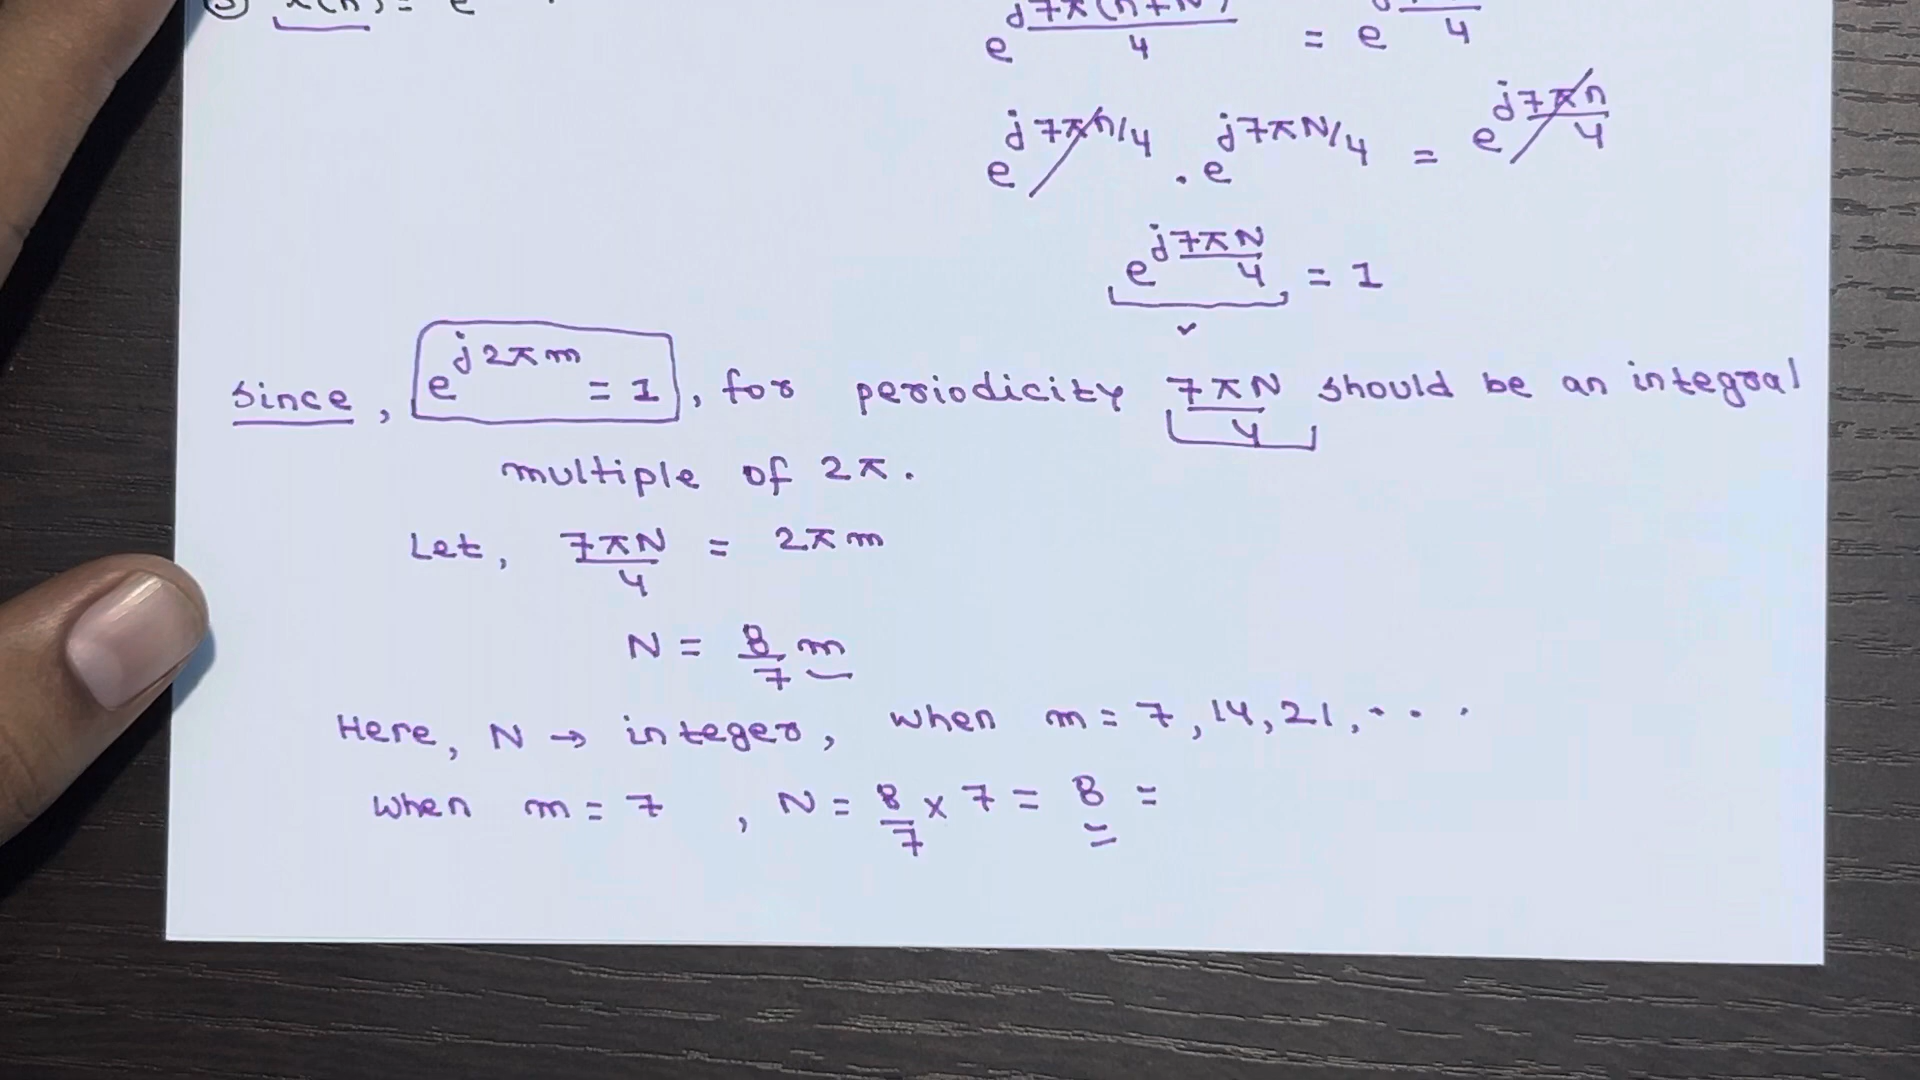 x(n) = e
e^j7π(n+N)/4 = e 4
e^j7πn/4 . e^j7πN/4 = e^j7πn/4
e^j7πN/4 = 1
since, e^j2πm = 1, for periodicity 7πN/4 should be an integral
multiple of 2π.
Let, 7πN/4 = 2πm
N = 8/7 m
Here, N → integer, when m = 7, 14, 21, . . .
when m = 7 , N = 8/7 x 7 = 8 =